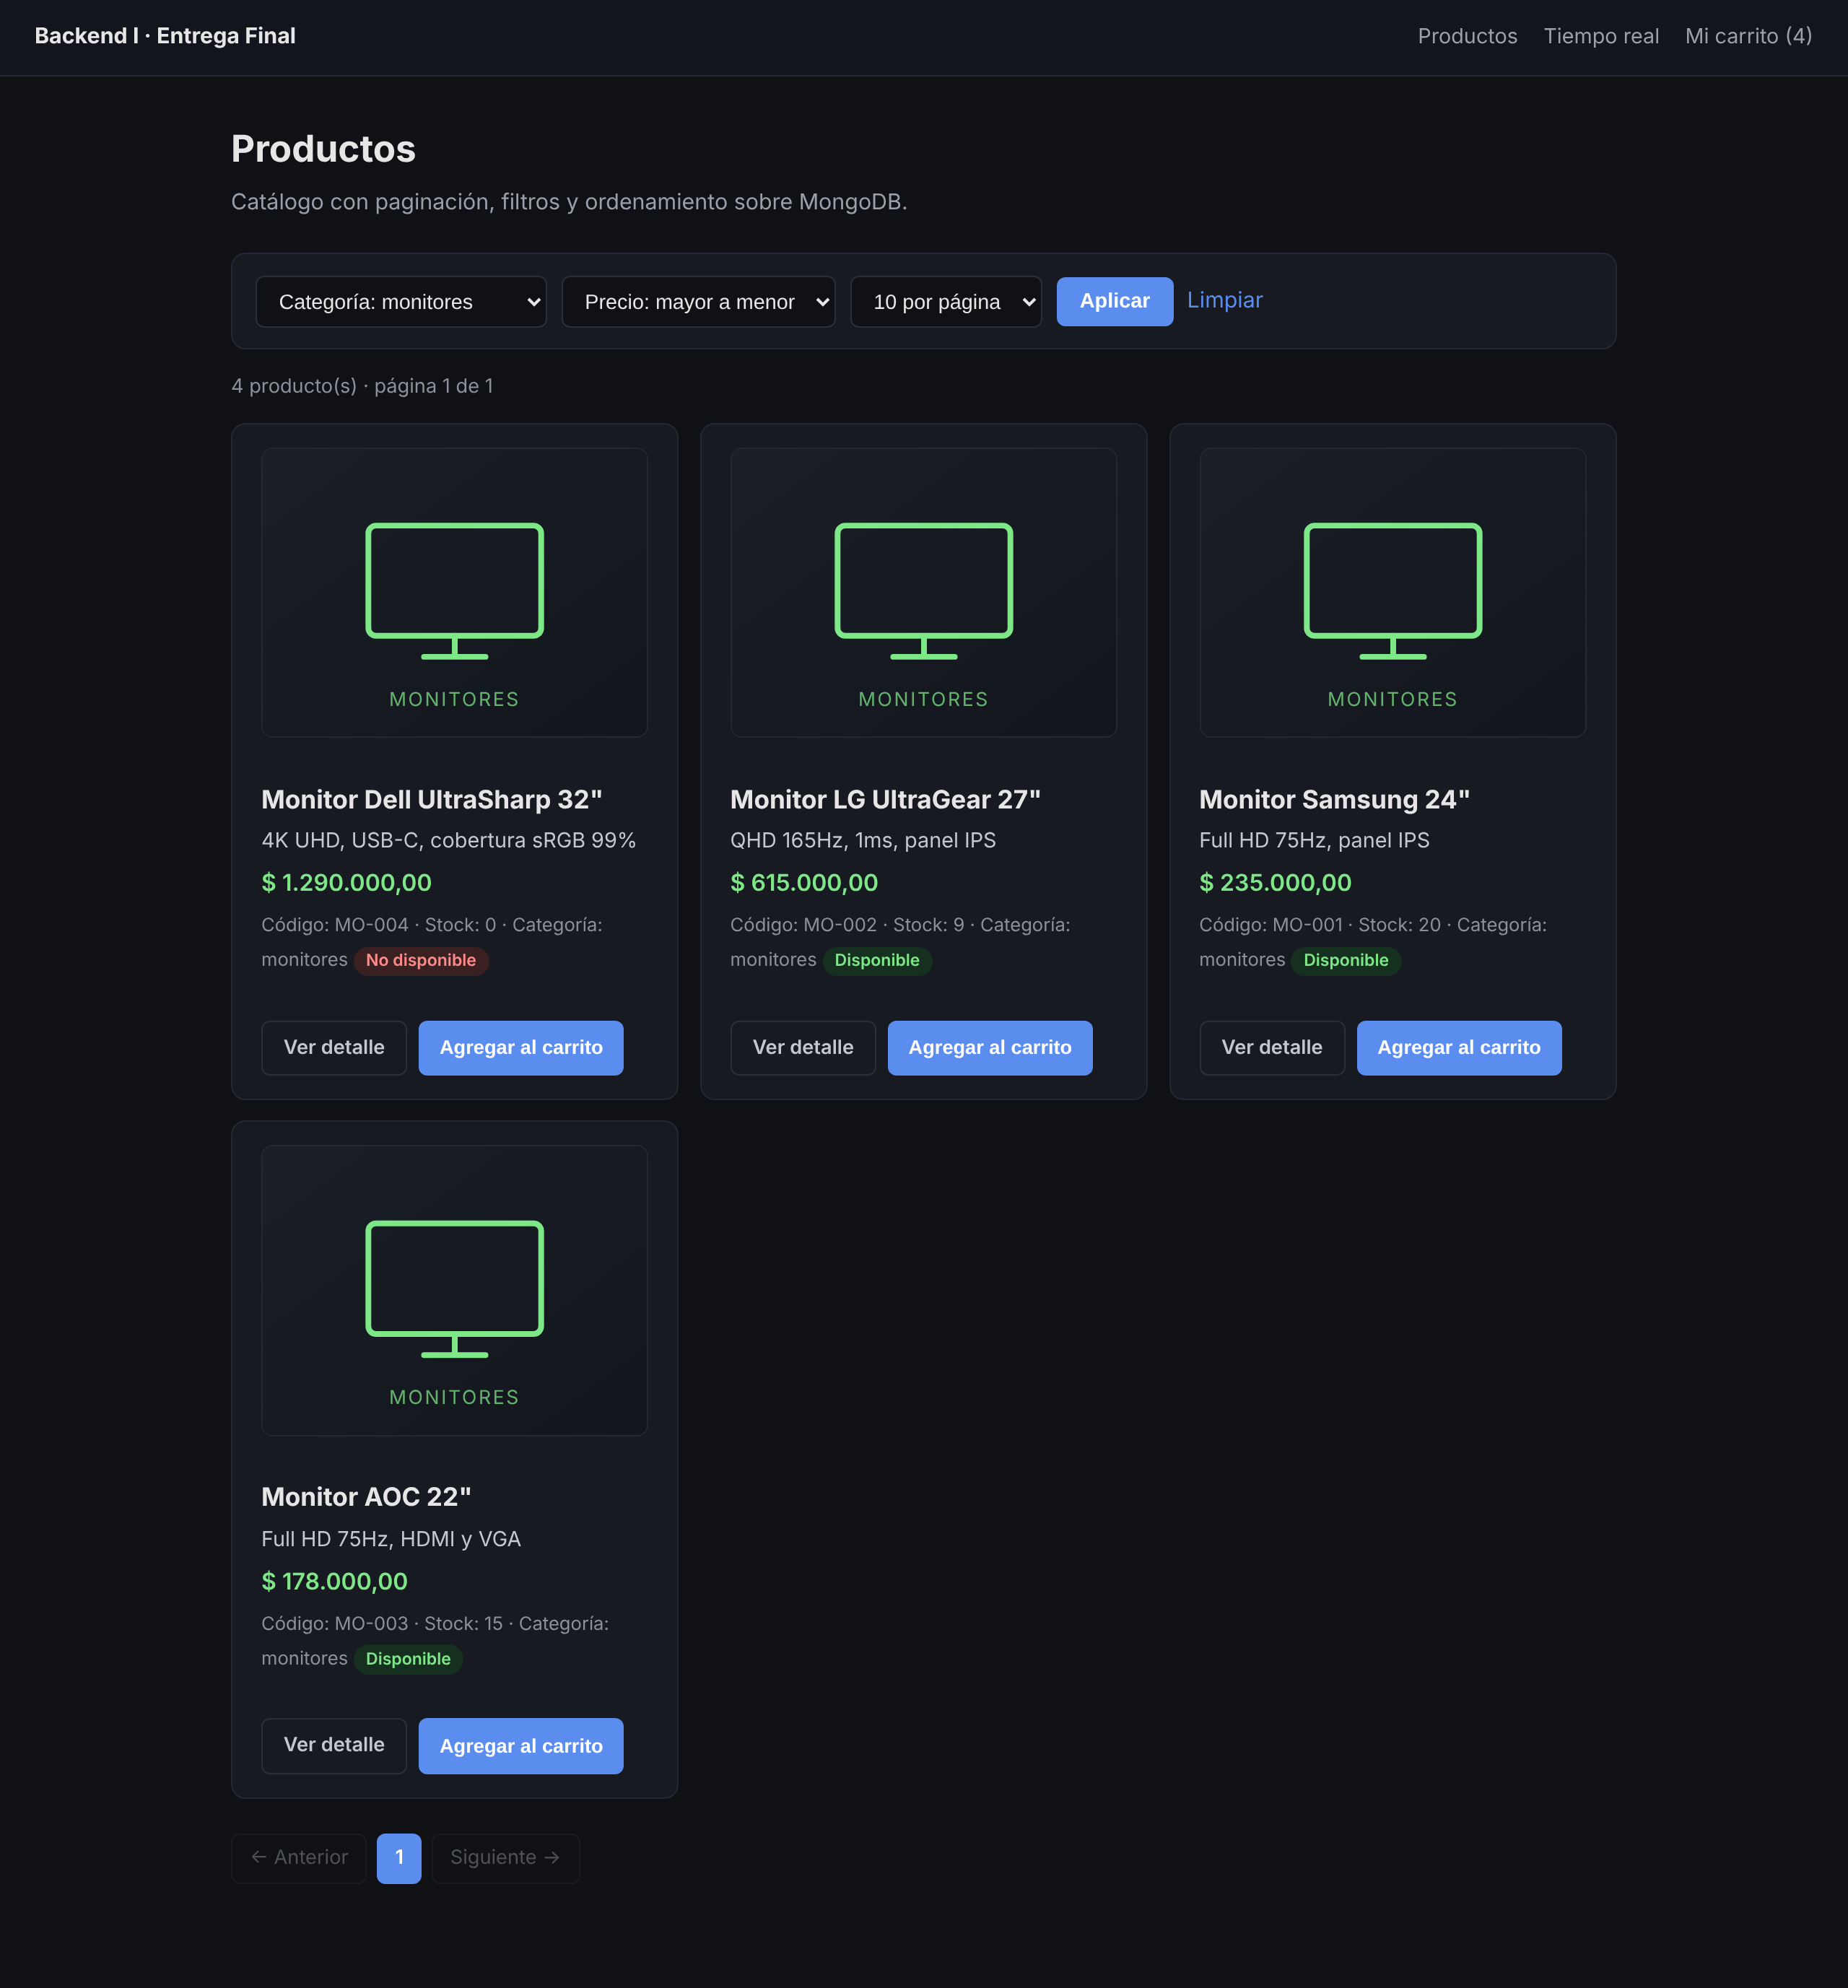 Backend I · Entrega Final
Productos
Tiempo real
Mi carrito (4)
Productos
Catálogo con paginación, filtros y ordenamiento sobre MongoDB.
Categoría: monitores
Precio: mayor a menor
10 por página
Aplicar
Limpiar
4 producto(s) · página 1 de 1
MONITORES
Monitor Dell UltraSharp 32"
4K UHD, USB-C, cobertura sRGB 99%
$ 1.290.000,00
Código: MO-004 · Stock: 0 · Categoría:
monitores No disponible
Ver detalle
Agregar al carrito
MONITORES
Monitor LG UltraGear 27"
QHD 165Hz, 1ms, panel IPS
$ 615.000,00
Código: MO-002 · Stock: 9 · Categoría:
monitores Disponible
Ver detalle
Agregar al carrito
MONITORES
Monitor Samsung 24"
Full HD 75Hz, panel IPS
$ 235.000,00
Código: MO-001 · Stock: 20 · Categoría:
monitores Disponible
Ver detalle
Agregar al carrito
MONITORES
Monitor AOC 22"
Full HD 75Hz, HDMI y VGA
$ 178.000,00
Código: MO-003 · Stock: 15 · Categoría:
monitores Disponible
Ver detalle
Agregar al carrito
← Anterior
1
Siguiente →